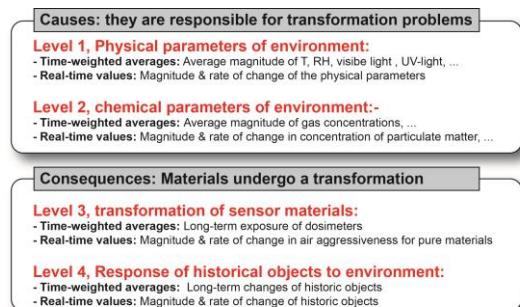 Causes: they are responsible for transformation problems
Level 1, Physical parameters of environment:
- Time-weighted averages: Average magnitude of T, RH, visibe light , UV-light, ...
- Real-time values: Magnitude & rate of change of the physical parameters
Level 2, chemical parameters of environment:-
- Time-weighted averages: Average magnitude of gas concentrations, ...
- Real-time values: Magnitude & rate of change in concentration of particulate matter, ...
Consequences: Materials undergo a transformation
Level 3, transformation of sensor materials:
- Time-weighted averages: Long-term exposure of dosimeters
- Real-time values: Magnitude & rate of change in air aggressiveness for pure materials
Level 4, Response of historical objects to environment:
- Time-weighted averages: Long-term changes of historic objects
- Real-time values: Magnitude & rate of change of historic objects